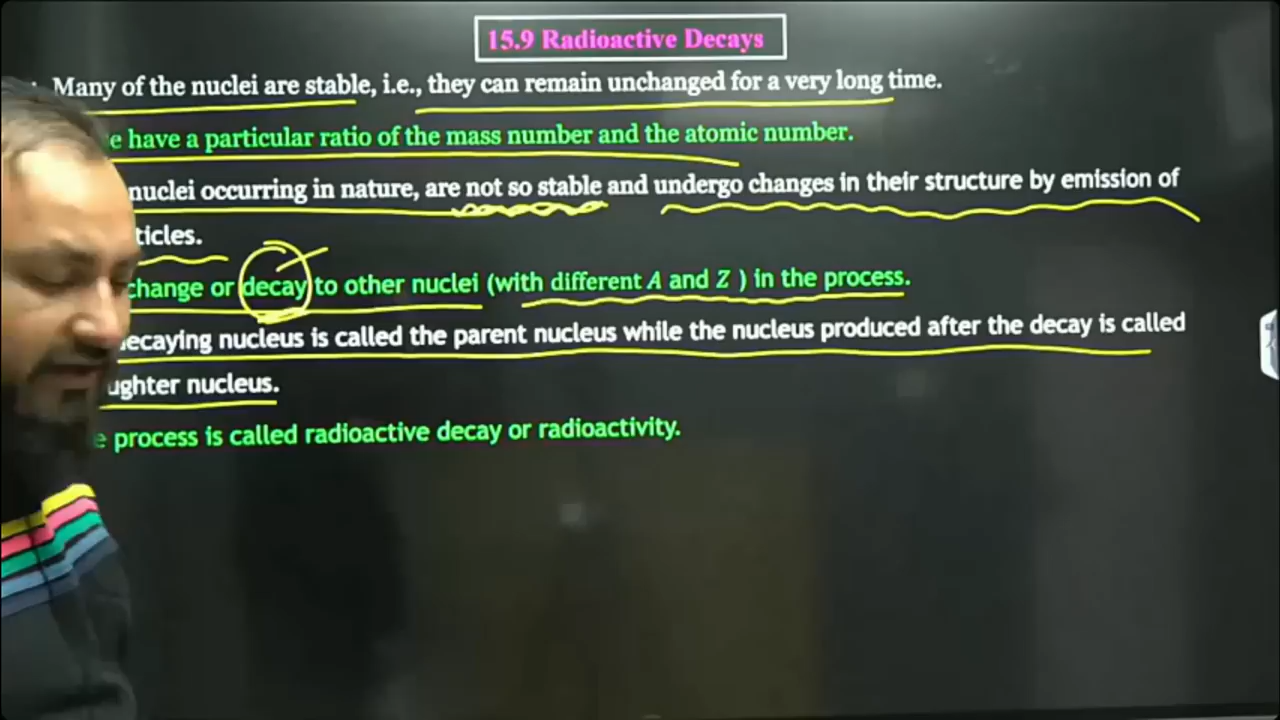 15.9 Radioactive Decays
Many of the nuclei are stable, i.e., they can remain unchanged for a very long time.
e have a particular ratio of the mass number and the atomic number.
nuclei occurring in nature, are not so stable and undergo changes in their structure by emission of
ticles.
change or decay to other nuclei (with different A and Z ) in the process.
ecaying nucleus is called the parent nucleus while the nucleus produced after the decay is called
ughter nucleus.
e process is called radioactive decay or radioactivity.